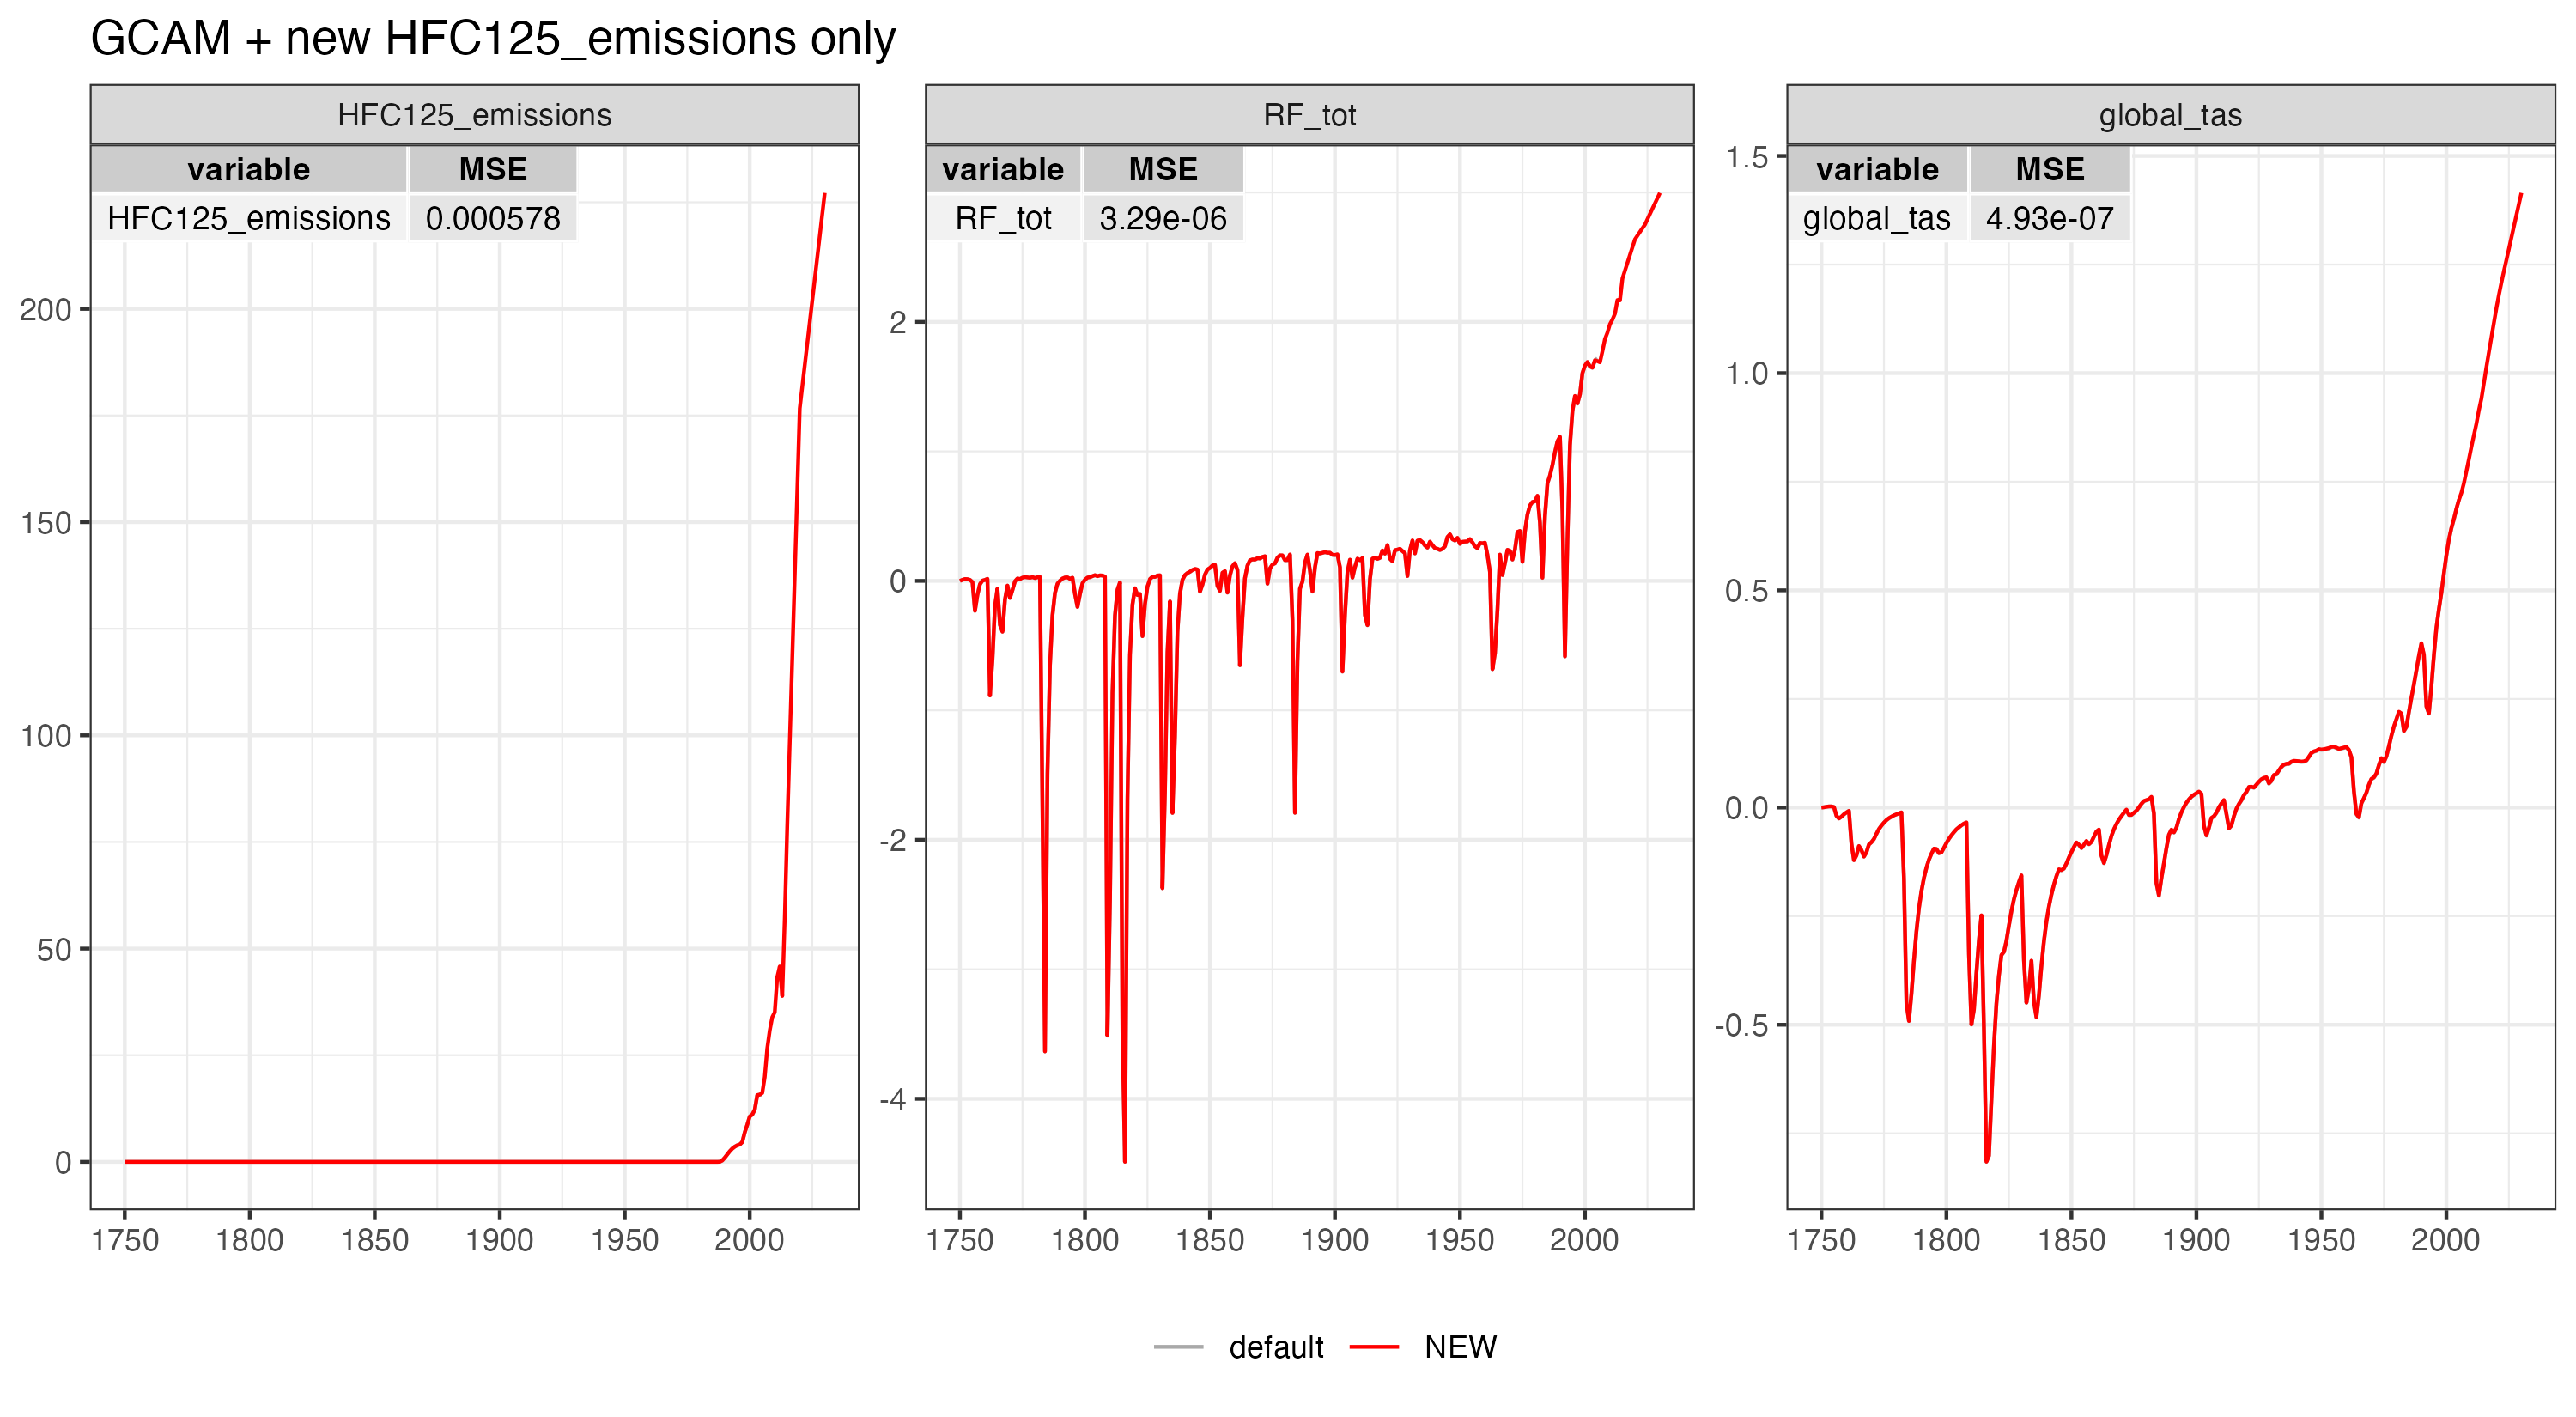 GCAM + new HFC125_emissions only
HFC125_emissions
variable MSE
HFC125_emissions 0.000578
200
150
100
50
0
1750 1800 1850 1900 1950 2000
RF_tot
variable MSE
RF_tot 3.29e-06
2
0
-2
-4
1750 1800 1850 1900 1950 2000
global_tas
variable MSE
global_tas 4.93e-07
1.5
1.0
0.5
0.0
-0.5
1750 1800 1850 1900 1950 2000
default NEW